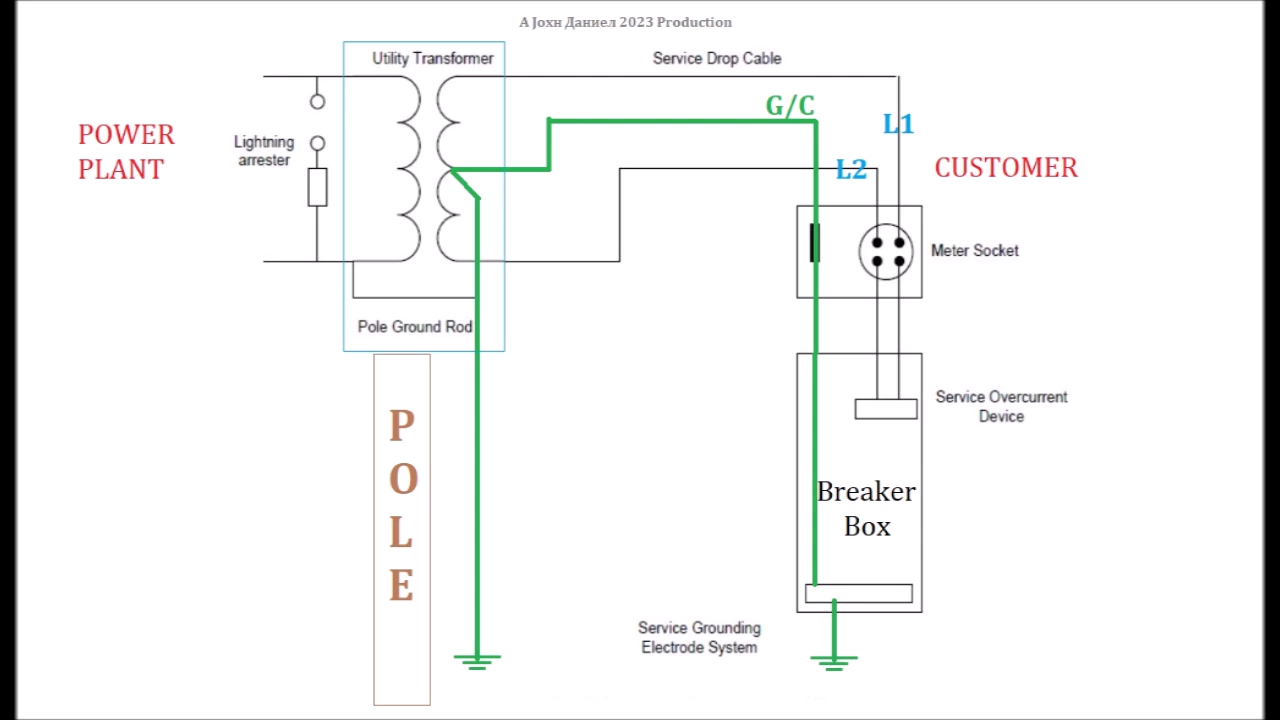 А Јохн Даниел 2023 Production
Utility Transformer
Service Drop Cable
G/C
L1
POWER
PLANT
Lightning
arrester
L2
CUSTOMER
Meter Socket
Pole Ground Rod
P
O
L
E
Service Overcurrent
Device
Breaker
Box
Service Grounding
Electrode System